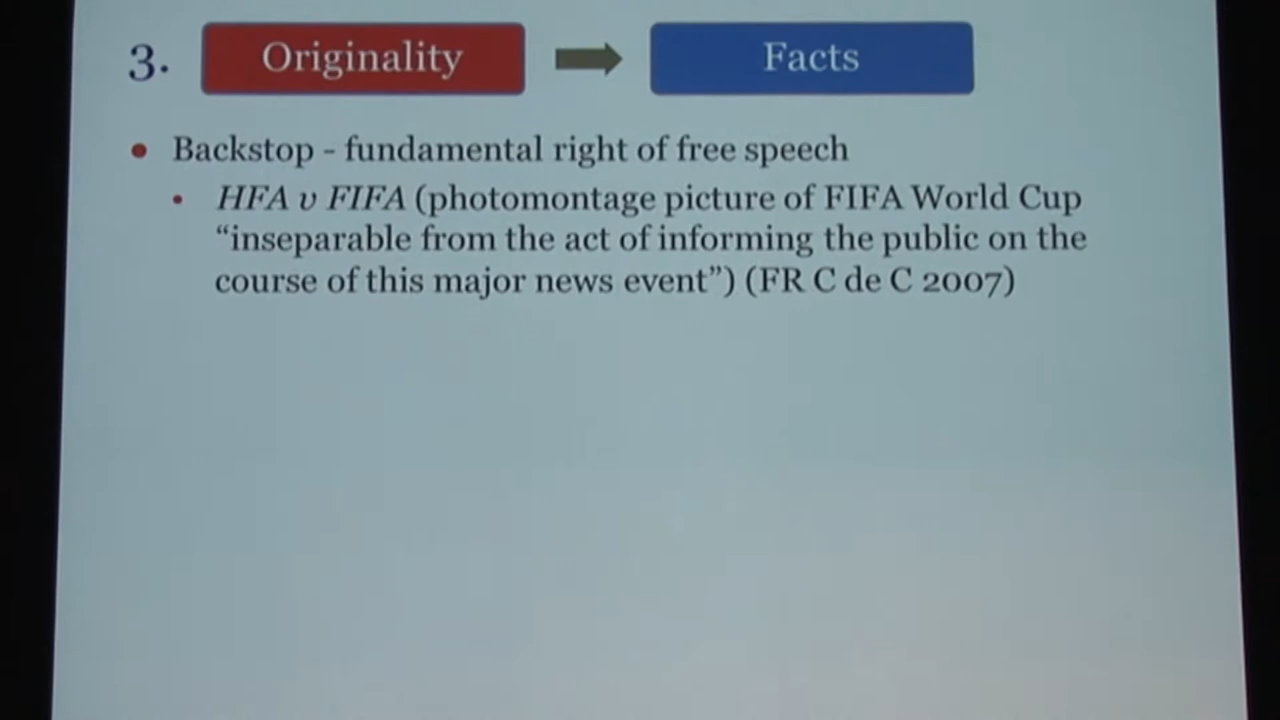 3. Originality Facts
Backstop - fundamental right of free speech
HFA v FIFA (photomontage picture of FIFA World Cup
“inseparable from the act of informing the public on the
course of this major news event”) (FR C de C 2007)